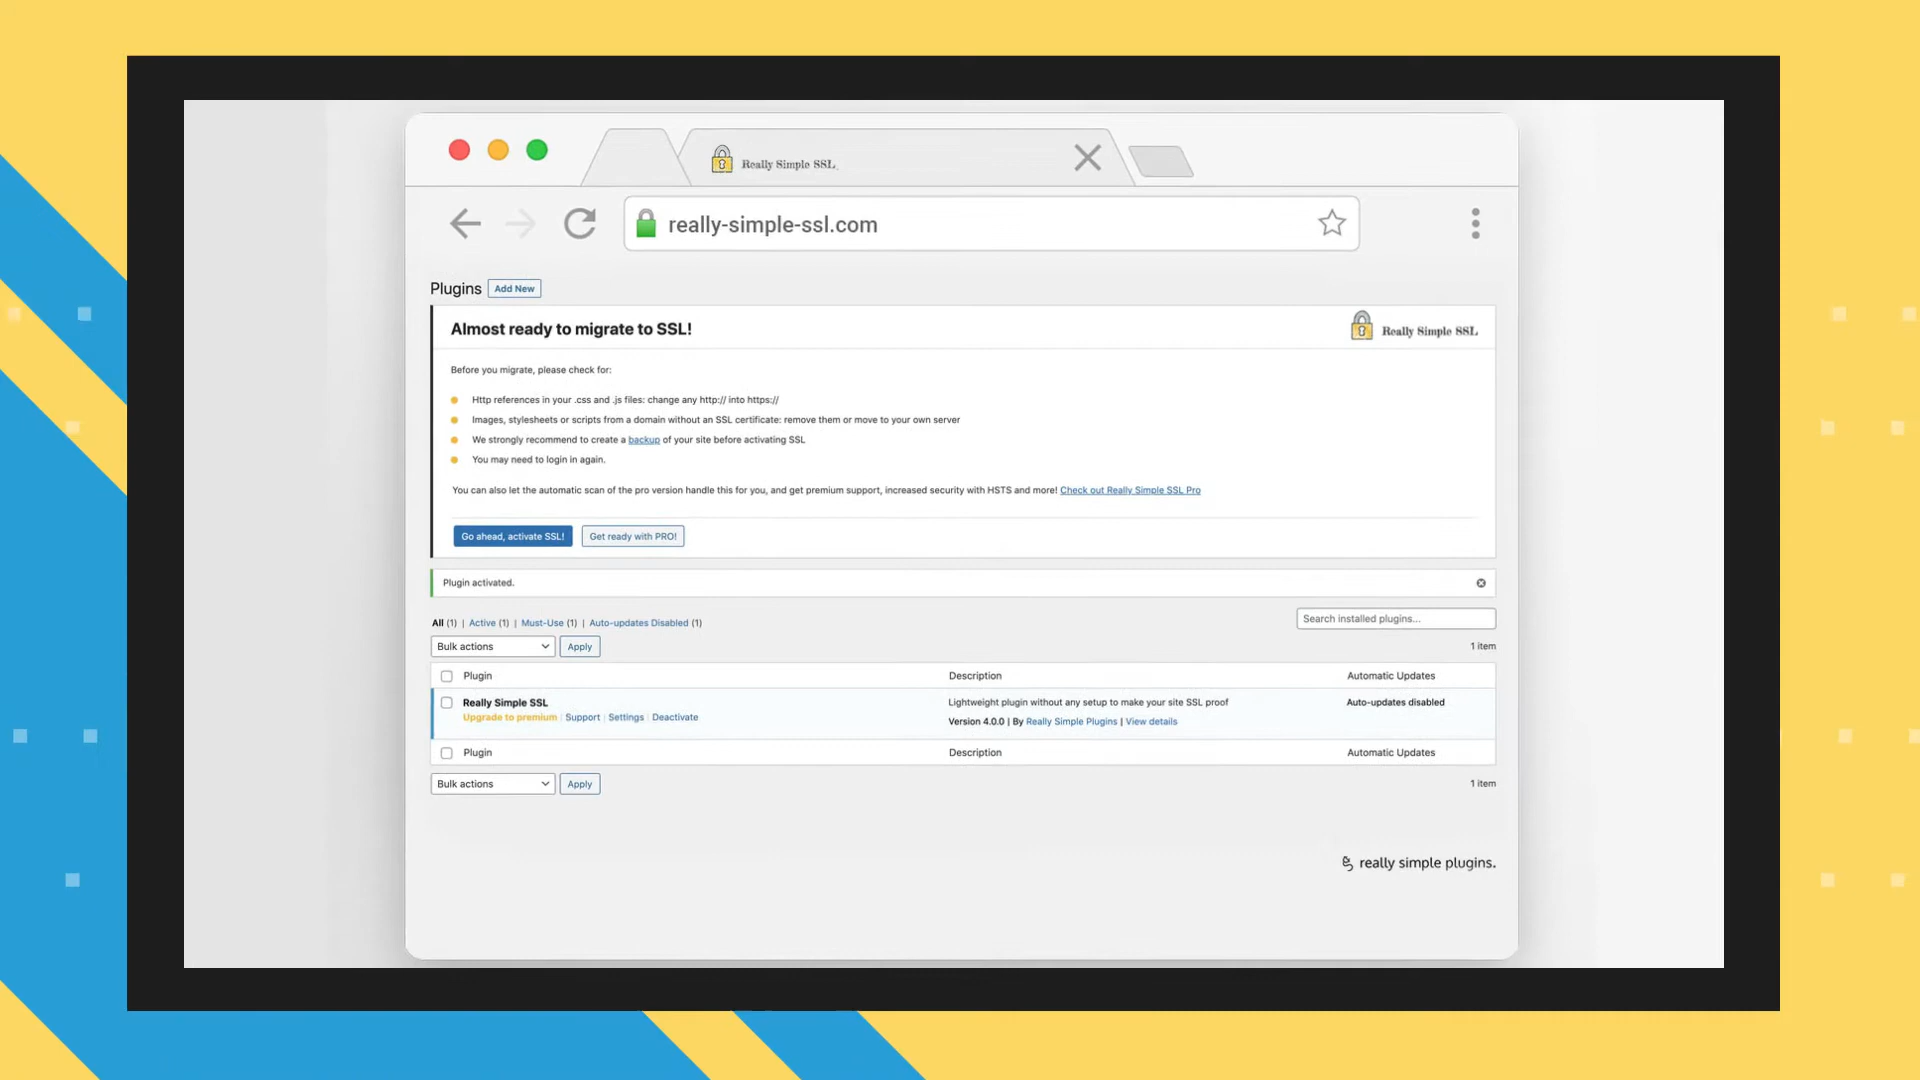 Really Simple SSL
really-simple-ssl.com
Plugins Add New
Almost ready to migrate to SSL!
Really Simple SSL
Before you migrate, please check for:
Http references in your .css and .js files: change any http:// into https://
Images, stylesheets or scripts from a domain without an SSL certificate: remove them or move to your own server
We strongly recommend to create a backup of your site before activating SSL
You may need to login in again.
You can also let the automatic scan of the pro version handle this for you, and get premium support, increased security with HSTS and more! Check out Really Simple SSL Pro
Go ahead, activate SSL! Get ready with PRO!
Plugin activated.
All (1) | Active (1) | Must-Use (1) | Auto-updates Disabled (1)
Search installed plugins...
Bulk actions Apply
1 item
Plugin Description Automatic Updates
Really Simple SSL Lightweight plugin without any setup to make your site SSL proof Auto-updates disabled
Upgrade to premium | Support | Settings | Deactivate Version 4.0.0 | By Really Simple Plugins | View details
Plugin Description Automatic Updates
Bulk actions Apply 1 item
really simple plugins.